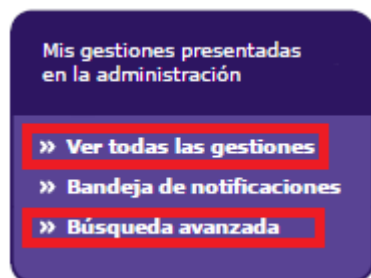 Mis gestiones presentadas
en la administración
» Ver todas las gestiones
» Bandeja de notificaciones
» Búsqueda avanzada